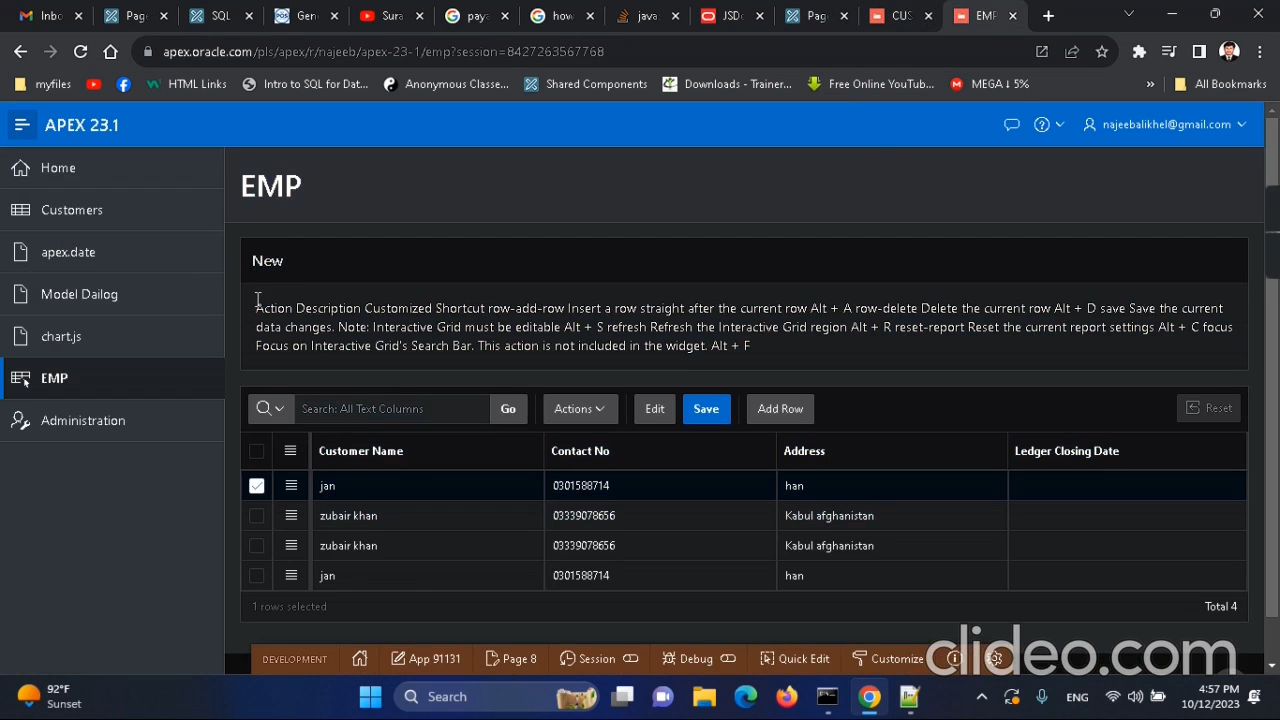 Inbo
Page
SQL
Gene
Sura
paya
how
java
JSDo
Page
CUS
EMP
apex.oracle.com/pls/apex/r/najeeb/apex-23-1/emp?session=8427263567768
myfiles
HTML Links
Intro to SQL for Dat...
Anonymous Classe...
Shared Components
Downloads - Trainer...
Free Online YouTub...
MEGA↓5%
»
All Bookmarks
APEX 23.1
najeebalikhel@gmail.com
Home
Customers
apex.date
Model Dailog
chart.js
EMP
Administration
EMP
New
Action Description Customized Shortcut row-add-row Insert a row straight after the current row Alt + A row-delete Delete the current row Alt + D save Save the current
data changes. Note: Interactive Grid must be editable Alt + S refresh Refresh the Interactive Grid region Alt + R reset-report Reset the current report settings Alt + C focus
Focus on Interactive Grid's Search Bar. This action is not included in the widget. Alt + F
Search: All Text Columns
Go
Actions
Edit
Save
Add Row
Reset
Customer Name Contact No Address Ledger Closing Date
jan 0301588714 han
zubair khan 03339078656 Kabul afghanistan
zubair khan 03339078656 Kabul afghanistan
jan 0301588714 han
1 rows selected Total 4
DEVELOPMENT App 91131 Page 8 Session Debug Quick Edit Customize
clideo.com
92°F
Sunset
Search
ENG
4:57 PM
10/12/2023